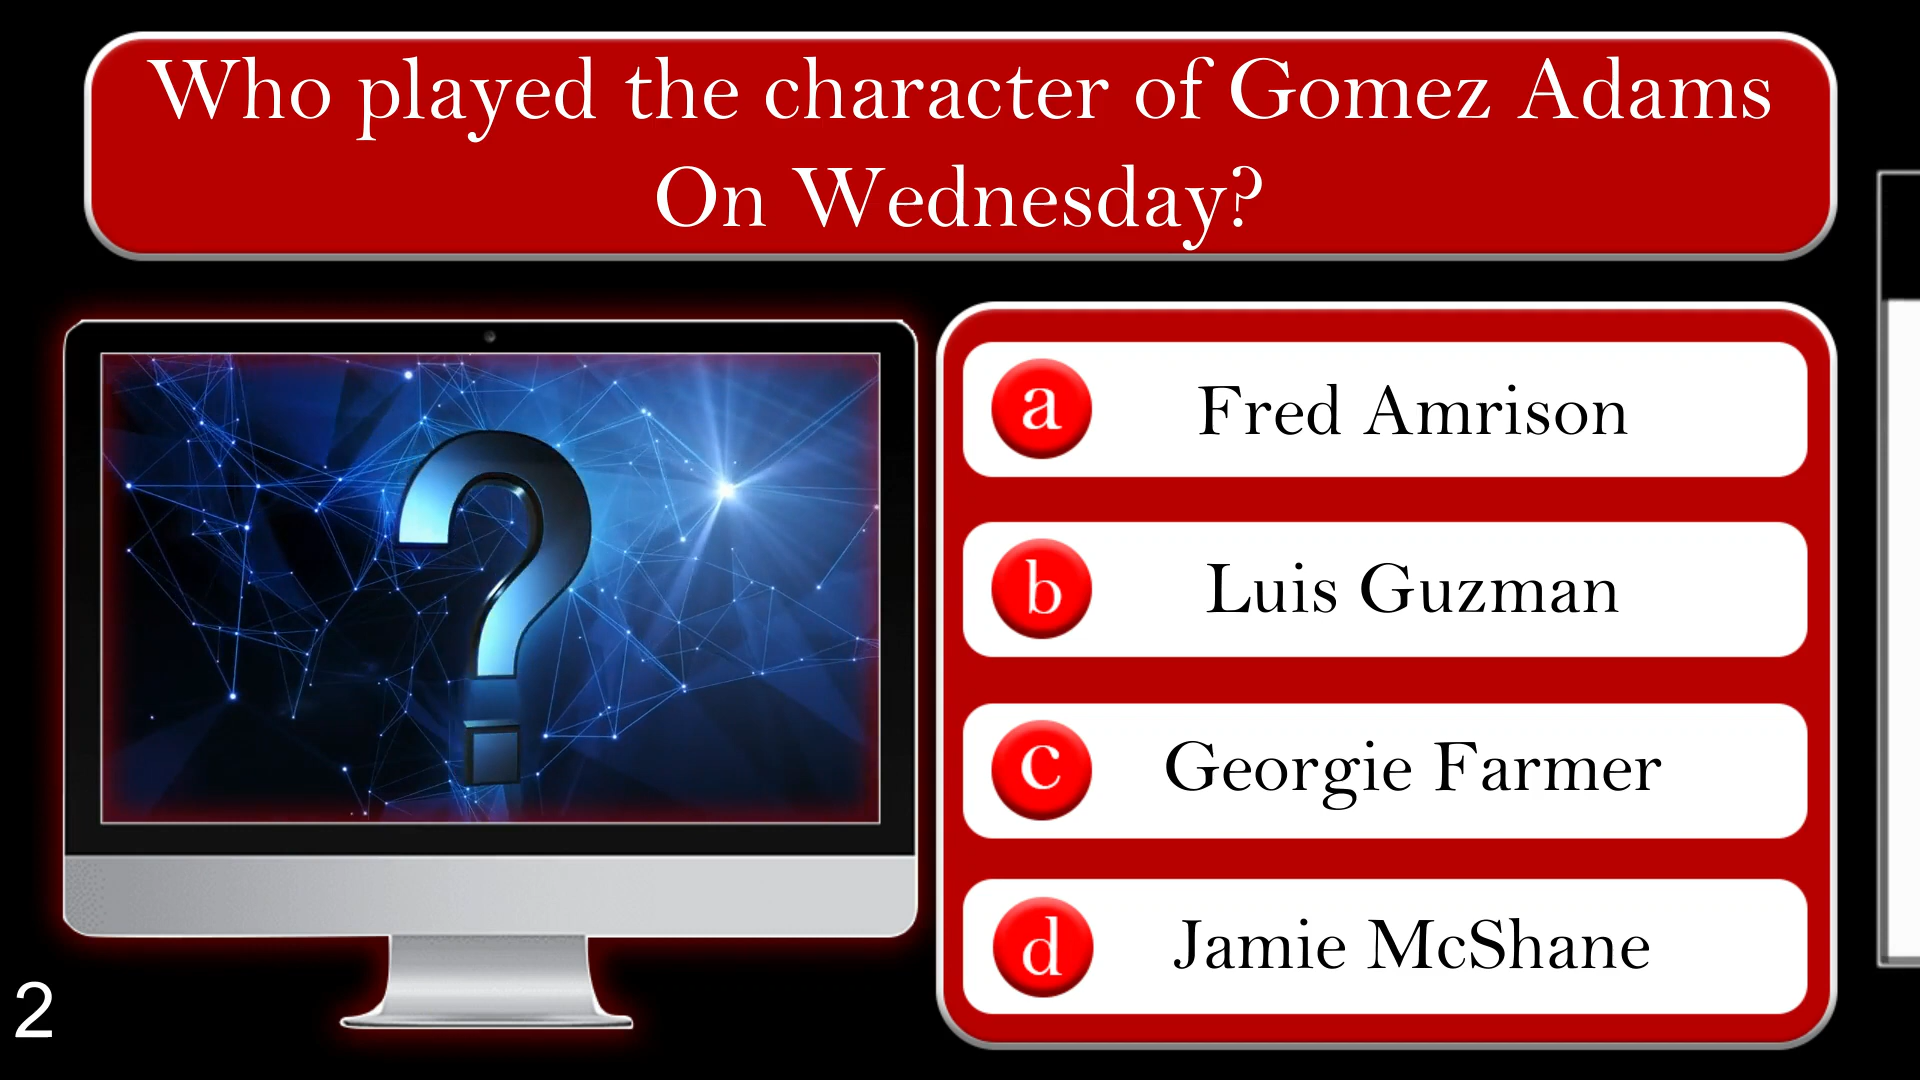 Who played the character of Gomez Adams
On Wednesday?
a Fred Amrison
b Luis Guzman
c Georgie Farmer
d Jamie McShane
2